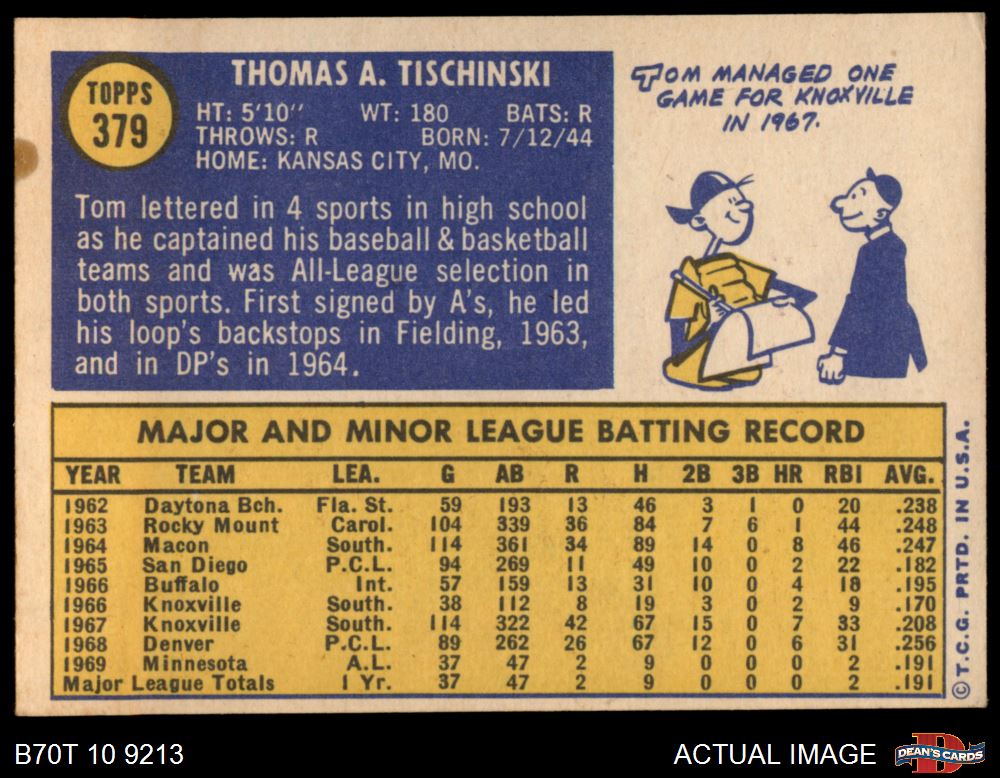 TOPPS
379
THOMAS A. TISCHINSKI
HT: 5'10" WT: 180 BATS: R
THROWS: R BORN: 7/12/44
HOME: KANSAS CITY, MO.
Tom lettered in 4 sports in high school
as he captained his baseball & basketball
teams and was All-League selection in
both sports. First signed by A's, he led
his loop's backstops in Fielding, 1963,
and in DP's in 1964.
TOM MANAGED ONE
GAME FOR KNOXVILLE
IN 1967.
MAJOR AND MINOR LEAGUE BATTING RECORD
YEAR TEAM LEA. G AB R H 2B 3B HR RBI AVG.
1962 Daytona Bch. Fla. St. 59 193 13 46 3 1 0 20 .238
1963 Rocky Mount Carol. 104 339 36 84 7 6 1 44 .248
1964 Macon South. 114 361 34 89 14 0 8 46 .247
1965 San Diego P.C.L. 94 269 11 49 10 0 2 22 .182
1966 Buffalo Int. 57 159 13 31 10 0 4 18 .195
1966 Knoxville South. 38 112 8 19 3 0 2 9 .170
1967 Knoxville South. 114 322 42 67 15 0 7 33 .208
1968 Denver P.C.L. 89 262 26 67 12 0 6 31 .256
1969 Minnesota A.L. 37 47 2 9 0 0 0 2 .191
Major League Totals 1 Yr. 37 47 2 9 0 0 0 2 .191
© T.C.G. PRTD. IN U.S.A.
B70T 10 9213
ACTUAL IMAGE
DEAN'S CARDS